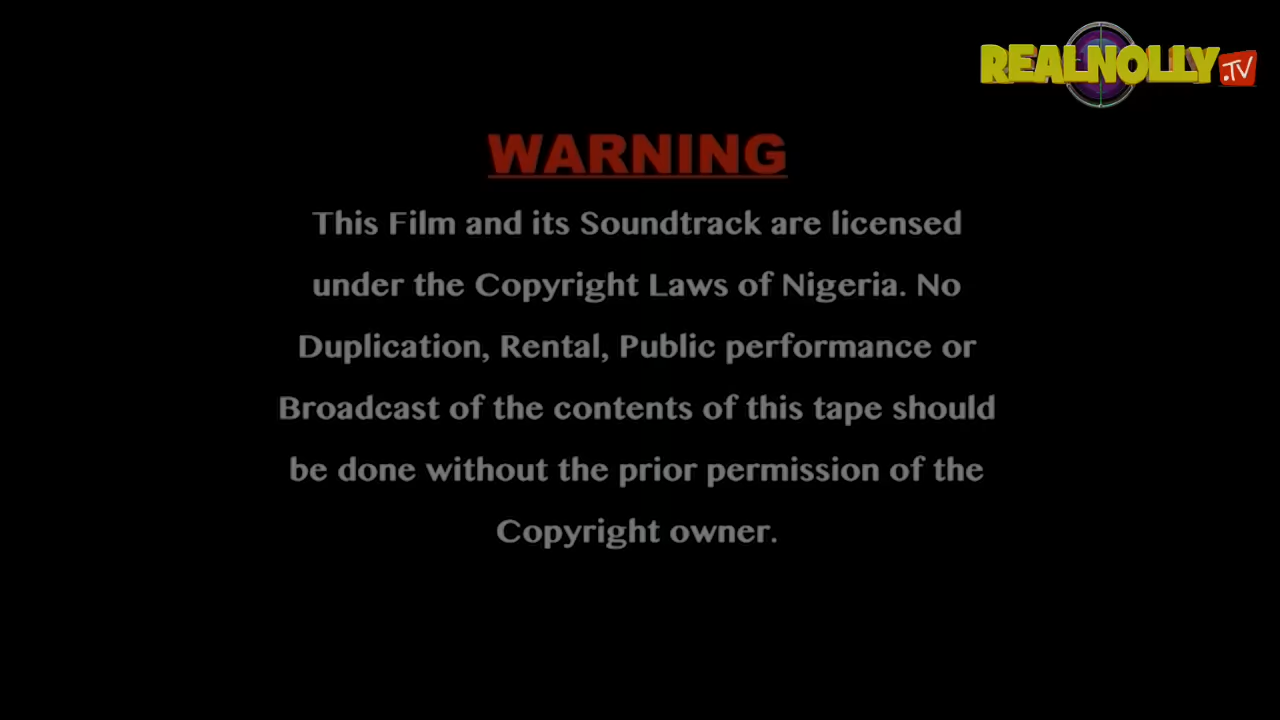 REALNOLLY.TV
WARNING
This Film and its Soundtrack are licensed
under the Copyright Laws of Nigeria. No
Duplication, Rental, Public performance or
Broadcast of the contents of this tape should
be done without the prior permission of the
Copyright owner.